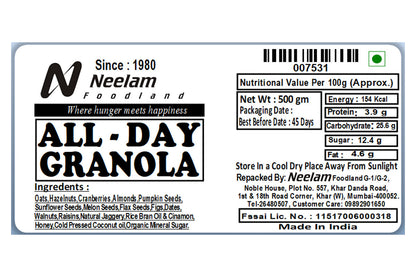 Since : 1980
Neelam
Foodland
Where hunger meets happiness
ALL - DAY
GRANOLA
Ingredients :
Oats,Hazelnuts,Cranberries,Almonds,Pumpkin Seeds,
Sunflower Seeds,Melon Seeds,Flax Seeds,Figs,Dates,
Walnuts,Raisins,Natural Jaggery,Rice Bran Oil & Cinamon,
Honey,Cold Pressed Coconut oil,Organic Mineral Sugar.
007531
Nutritional Value Per 100g (Approx.)
Net Wt : 500 gm
Packaging Date :
Best Before Date : 45 Days
Energy : 154 Kcal
Protein : 3.9 g
Carbohydrate : 25.6 g
Sugar : 12.4 g
Fat : 4.6 g
Store In a Cool Dry Place Away From Sunlight
Repacked By: Neelam Foodland G-1/G-2,
Noble House, Plot No. 557, Khar Danda Road,
1st & 18th Road Corner, Khar (W), Mumbai-400052.
Tel-26480507, Customer Care: 09892901650
Fssai Lic. No. : 11517006000318
Made In India